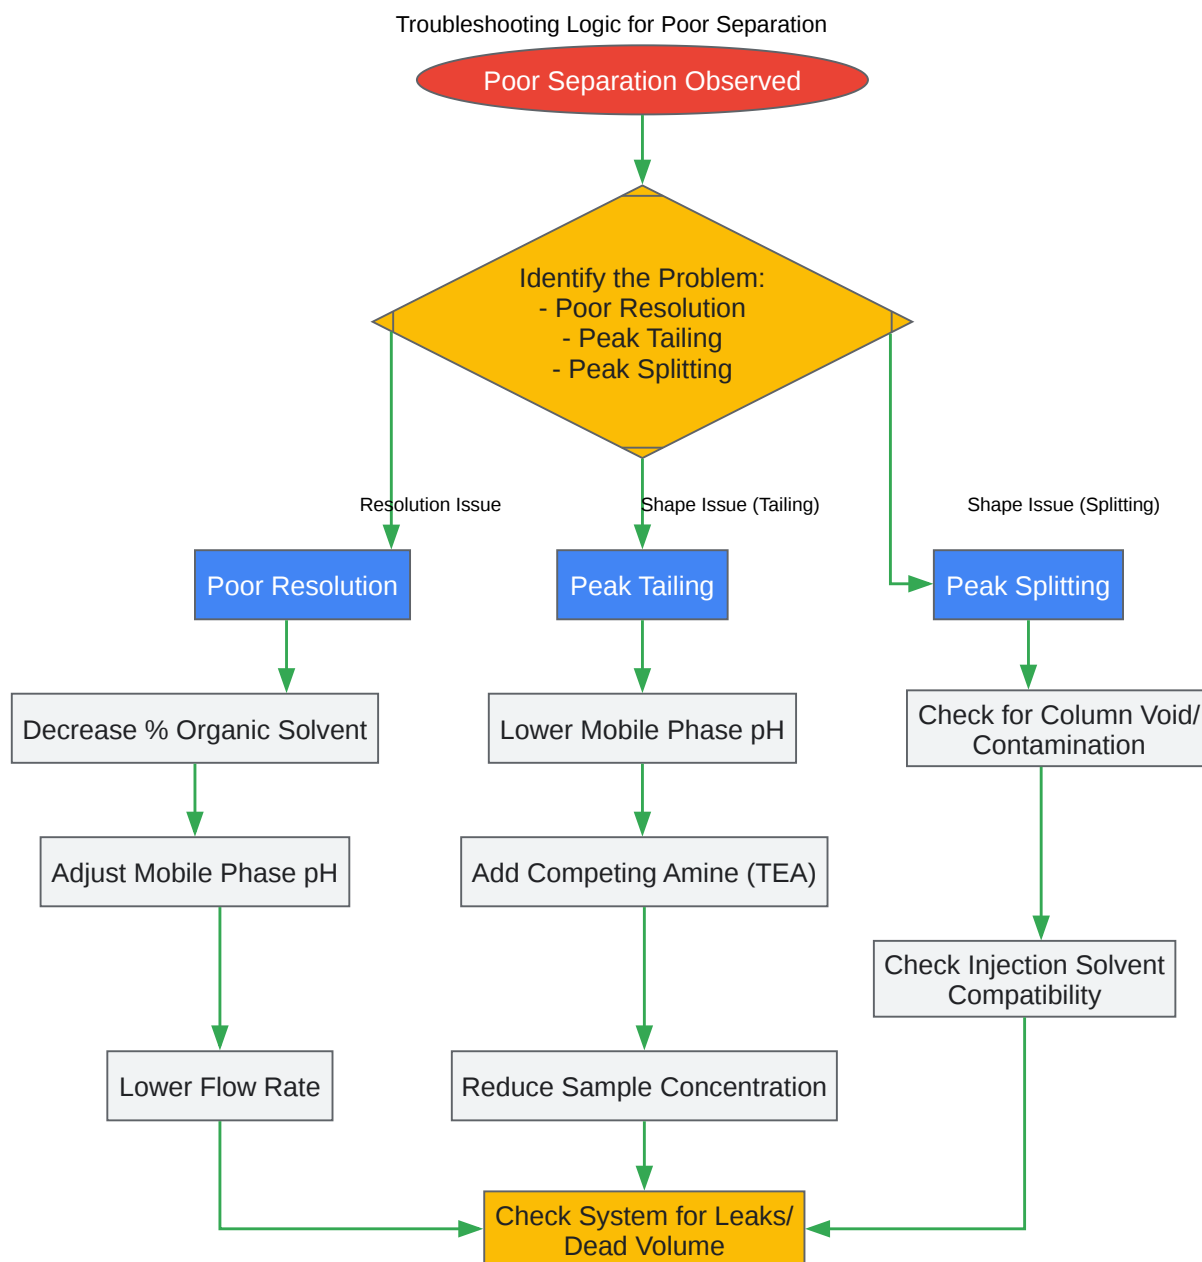 Troubleshooting Logic for Poor Separation
Poor Separation Observed
Identify the Problem:
- Poor Resolution
- Peak Tailing
- Peak Splitting
Resolution Issue
Shape Issue (Tailing)
Shape Issue (Splitting)
Poor Resolution
Peak Tailing
Peak Splitting
Decrease % Organic Solvent
Lower Mobile Phase pH
Check for Column Void/
Contamination
Adjust Mobile Phase pH
Add Competing Amine (TEA)
Check Injection Solvent
Compatibility
Lower Flow Rate
Reduce Sample Concentration
Check System for Leaks/
Dead Volume